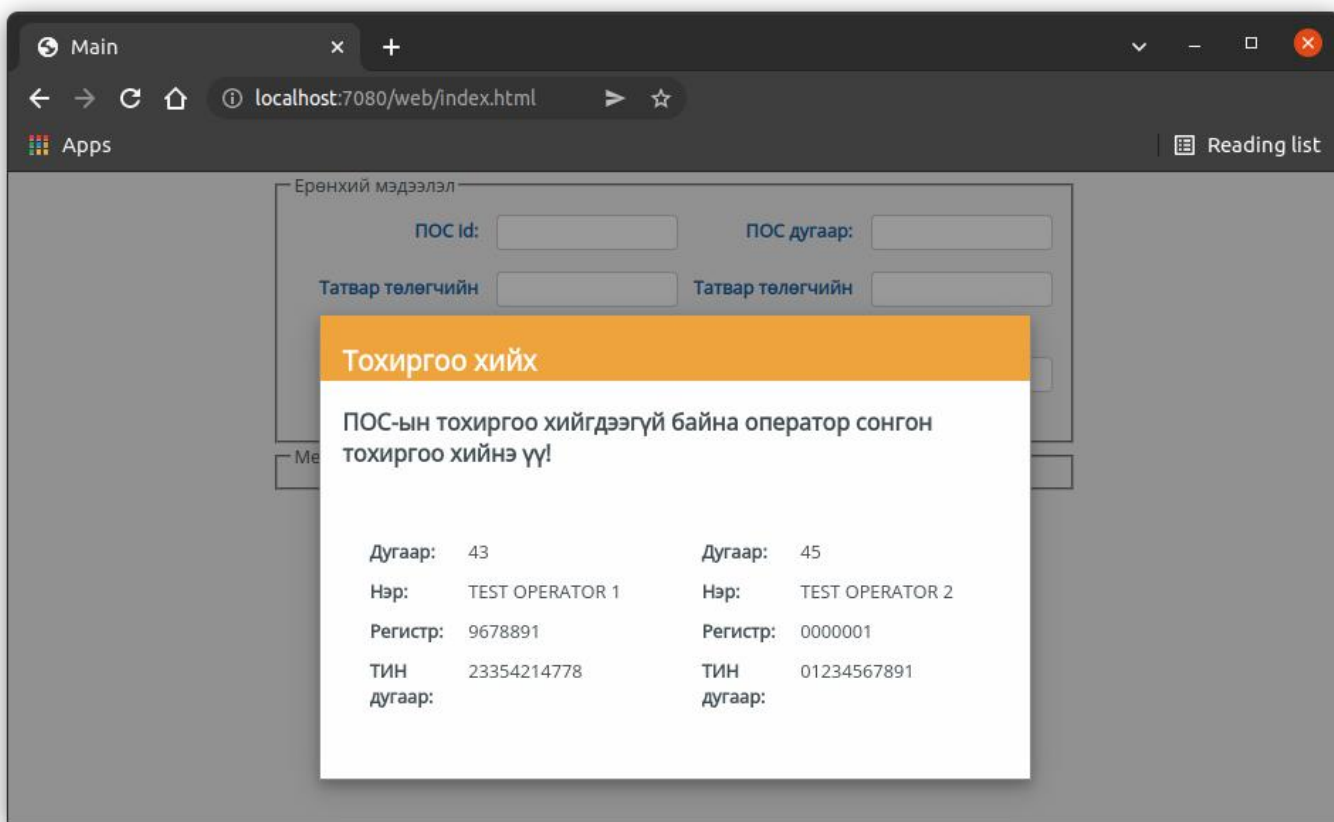 Main
localhost:7080/web/index.html
Apps
Reading list
Ерөнхий мэдээлэл
ПОС Id:
ПОС дугаар:
Татвар төлөгчийн
Татвар төлөгчийн
Тохиргоо хийх
ПОС-ын тохиргоо хийгдээгүй байна оператор сонгон
тохиргоо хийнэ үү!
Дугаар: 43
Нэр: TEST OPERATOR 1
Регистр: 9678891
ТИН 23354214778
дугаар:
Дугаар: 45
Нэр: TEST OPERATOR 2
Регистр: 0000001
ТИН 01234567891
дугаар: